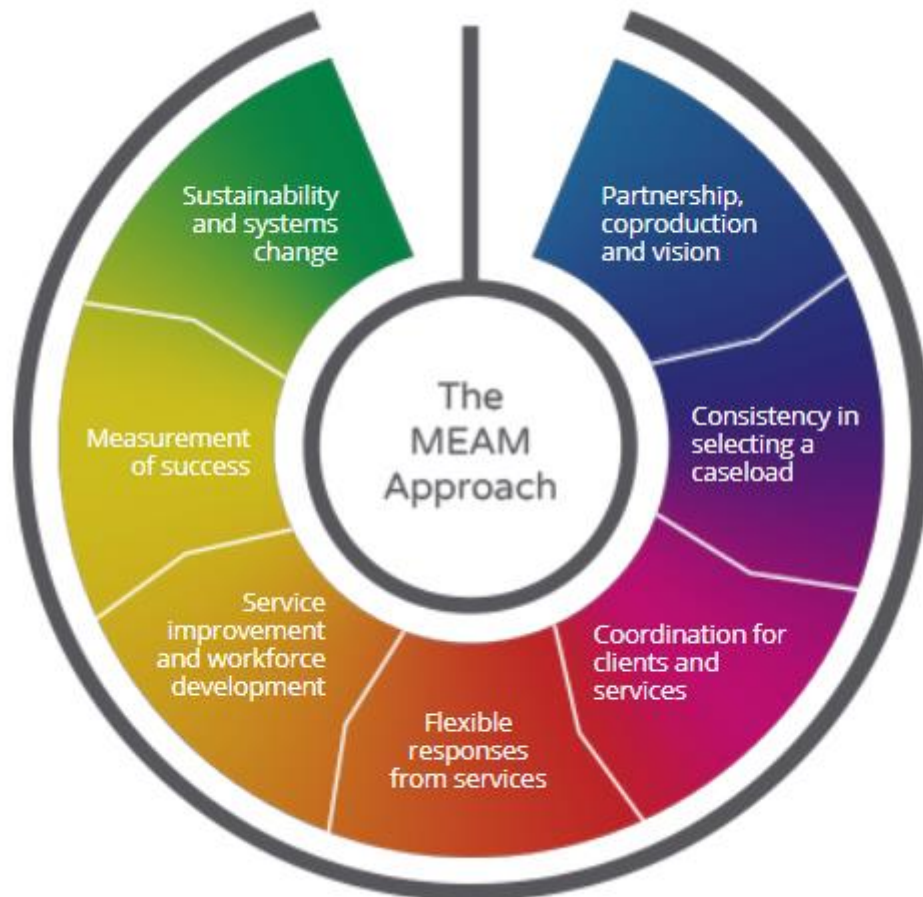 The
MEAM
Approach
Partnership,
coproduction
and vision
Consistency in
selecting a
caseload
Coordination for
clients and
services
Flexible
responses
from services
Service
improvement
and workforce
development
Measurement
of success
Sustainability
and systems
change